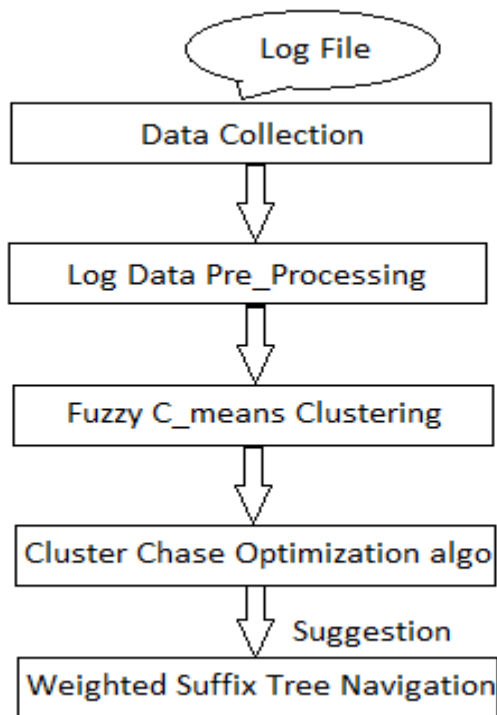 Log File
Data Collection
Log Data Pre_Processing
Fuzzy C_means Clustering
Cluster Chase Optimization algo
Suggestion
Weighted Suffix Tree Navigation